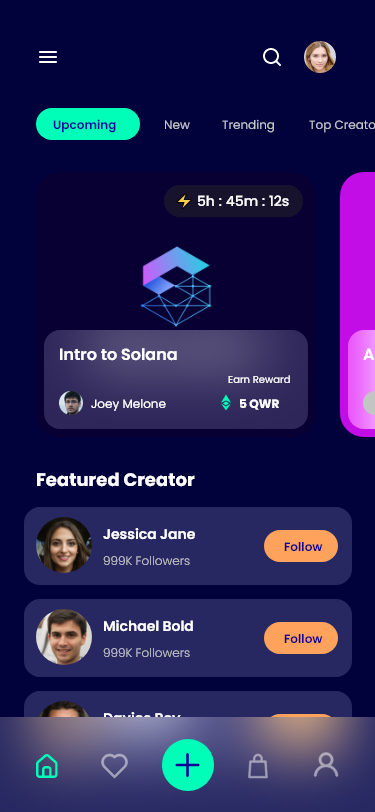 Upcoming New Trending Top Creato
5h : 45m : 12s
Intro to Solana
Earn Reward
Joey Melone 5 QWR
A
Featured Creator
Jessica Jane
999K Followers
Follow
Michael Bold
999K Followers
Follow